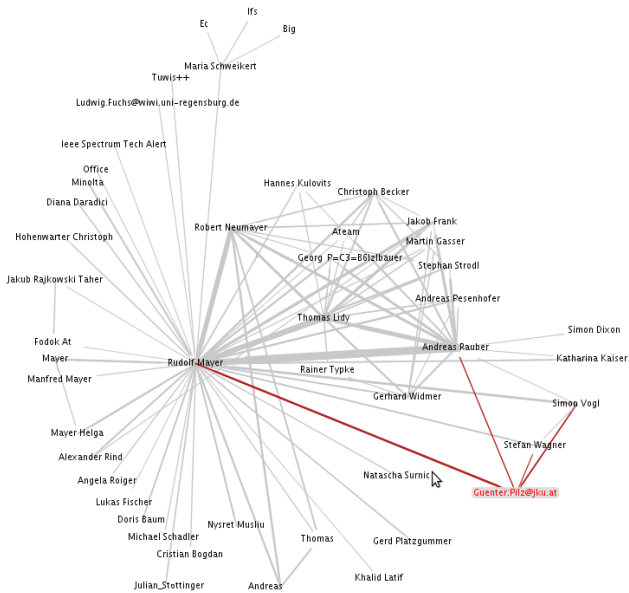 Ifs
Ec
Big
Maria Schweikert
Tuwis++
Ludwig.Fuchs@wiwi.uni-regensburg.de
Ieee Spectrum Tech Alert
Office
Minolta
Hannes Kulovits
Christoph Becker
Diana Daradici
Jakob Frank
Robert Neumayer
Ateam
Hohenwarter Christoph
Martin Gasser
Georg P=C3=B6lzlbauer
Stephan Strodl
Jakub Rajkowski Taher
Andreas Pesenhofer
Thomas Lidy
Simon Dixon
Fodok At
Andreas Rauber
Mayer
Rudolf Mayer
Katharina Kaiser
Rainer Typke
Manfred Mayer
Gerhard Widmer
Simon Vogl
Mayer Helga
Stefan Wagner
Alexander Rind
Natascha Surnic
Angela Roiger
Guenter.Pilz@jku.at
Lukas Fischer
Doris Baum
Nysret Musliu
Michael Schadler
Thomas
Gerd Platzgummer
Cristian Bogdan
Khalid Latif
Julian_Stottinger
Andreas